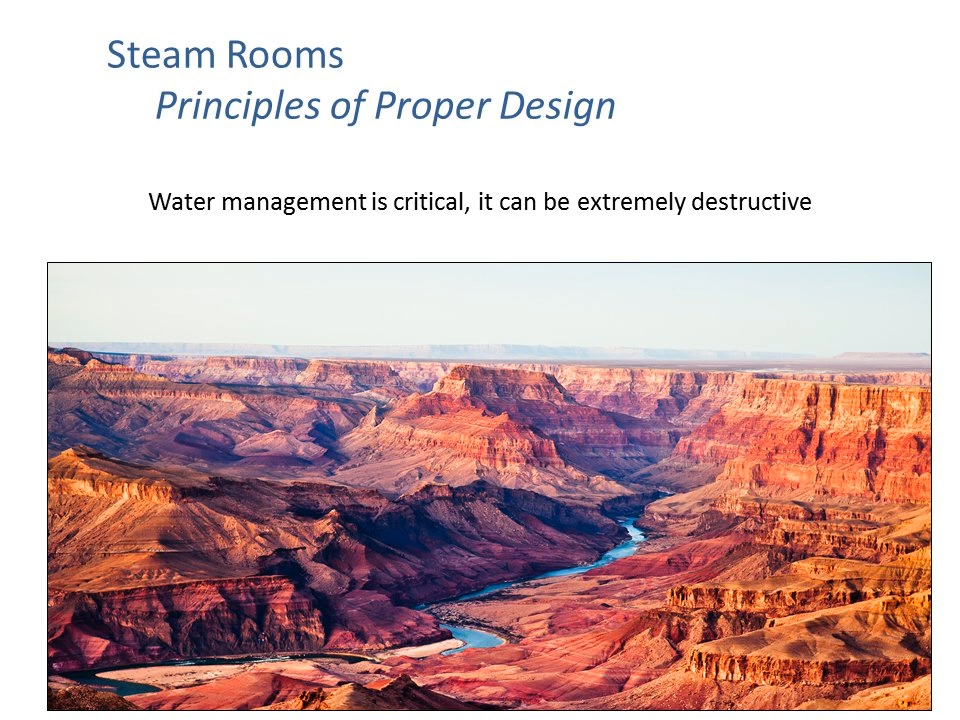 Steam Rooms
Principles of Proper Design
Water management is critical, it can be extremely destructive